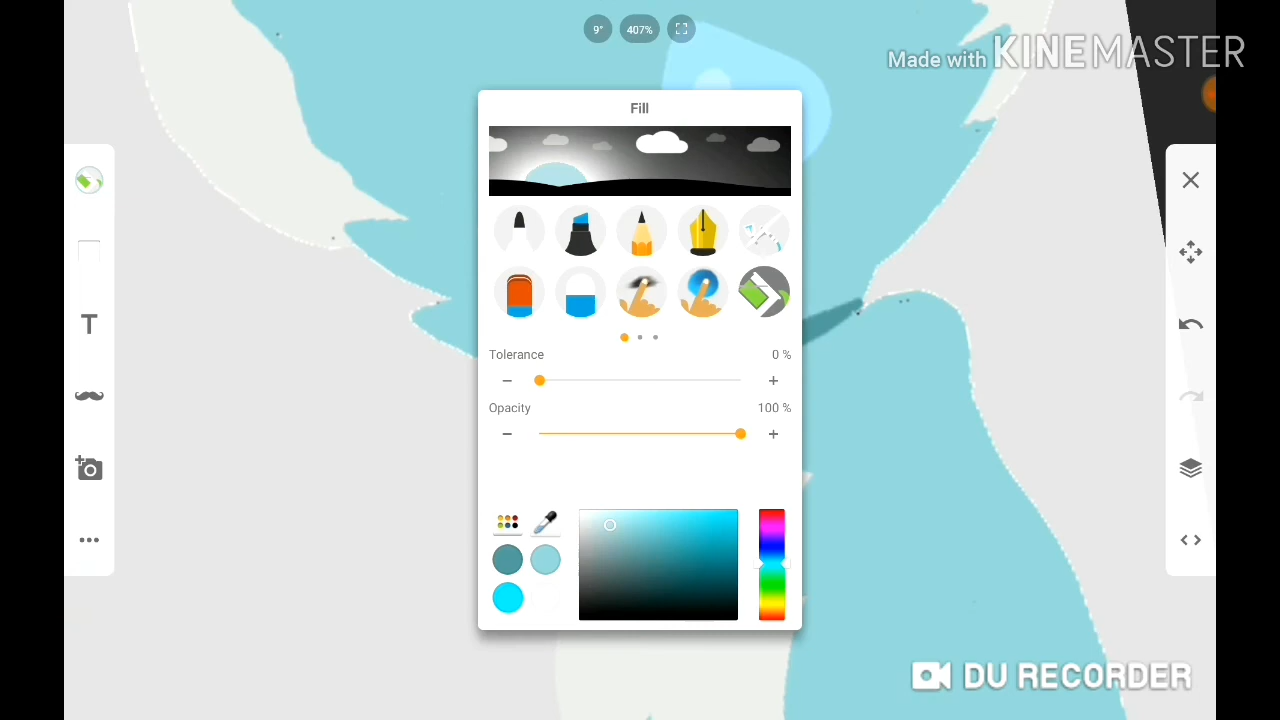 9°
407%
Made with KINEMASTER
Fill
T
Tolerance 0 %
Opacity 100 %
DU RECORDER